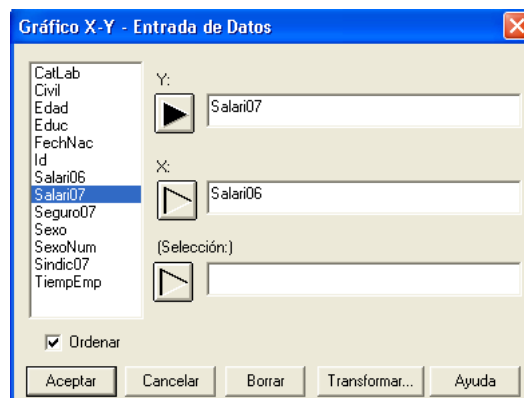 Gráfico X-Y - Entrada de Datos
CatLab
Civil
Edad
Educ
FechNac
Id
Salari06
Salari07
Seguro07
Sexo
SexoNum
Sindic07
TiempEmp
Y:
Salari07
X:
Salari06
(Selección:)
Ordenar
Aceptar
Cancelar
Borrar
Transformar...
Ayuda